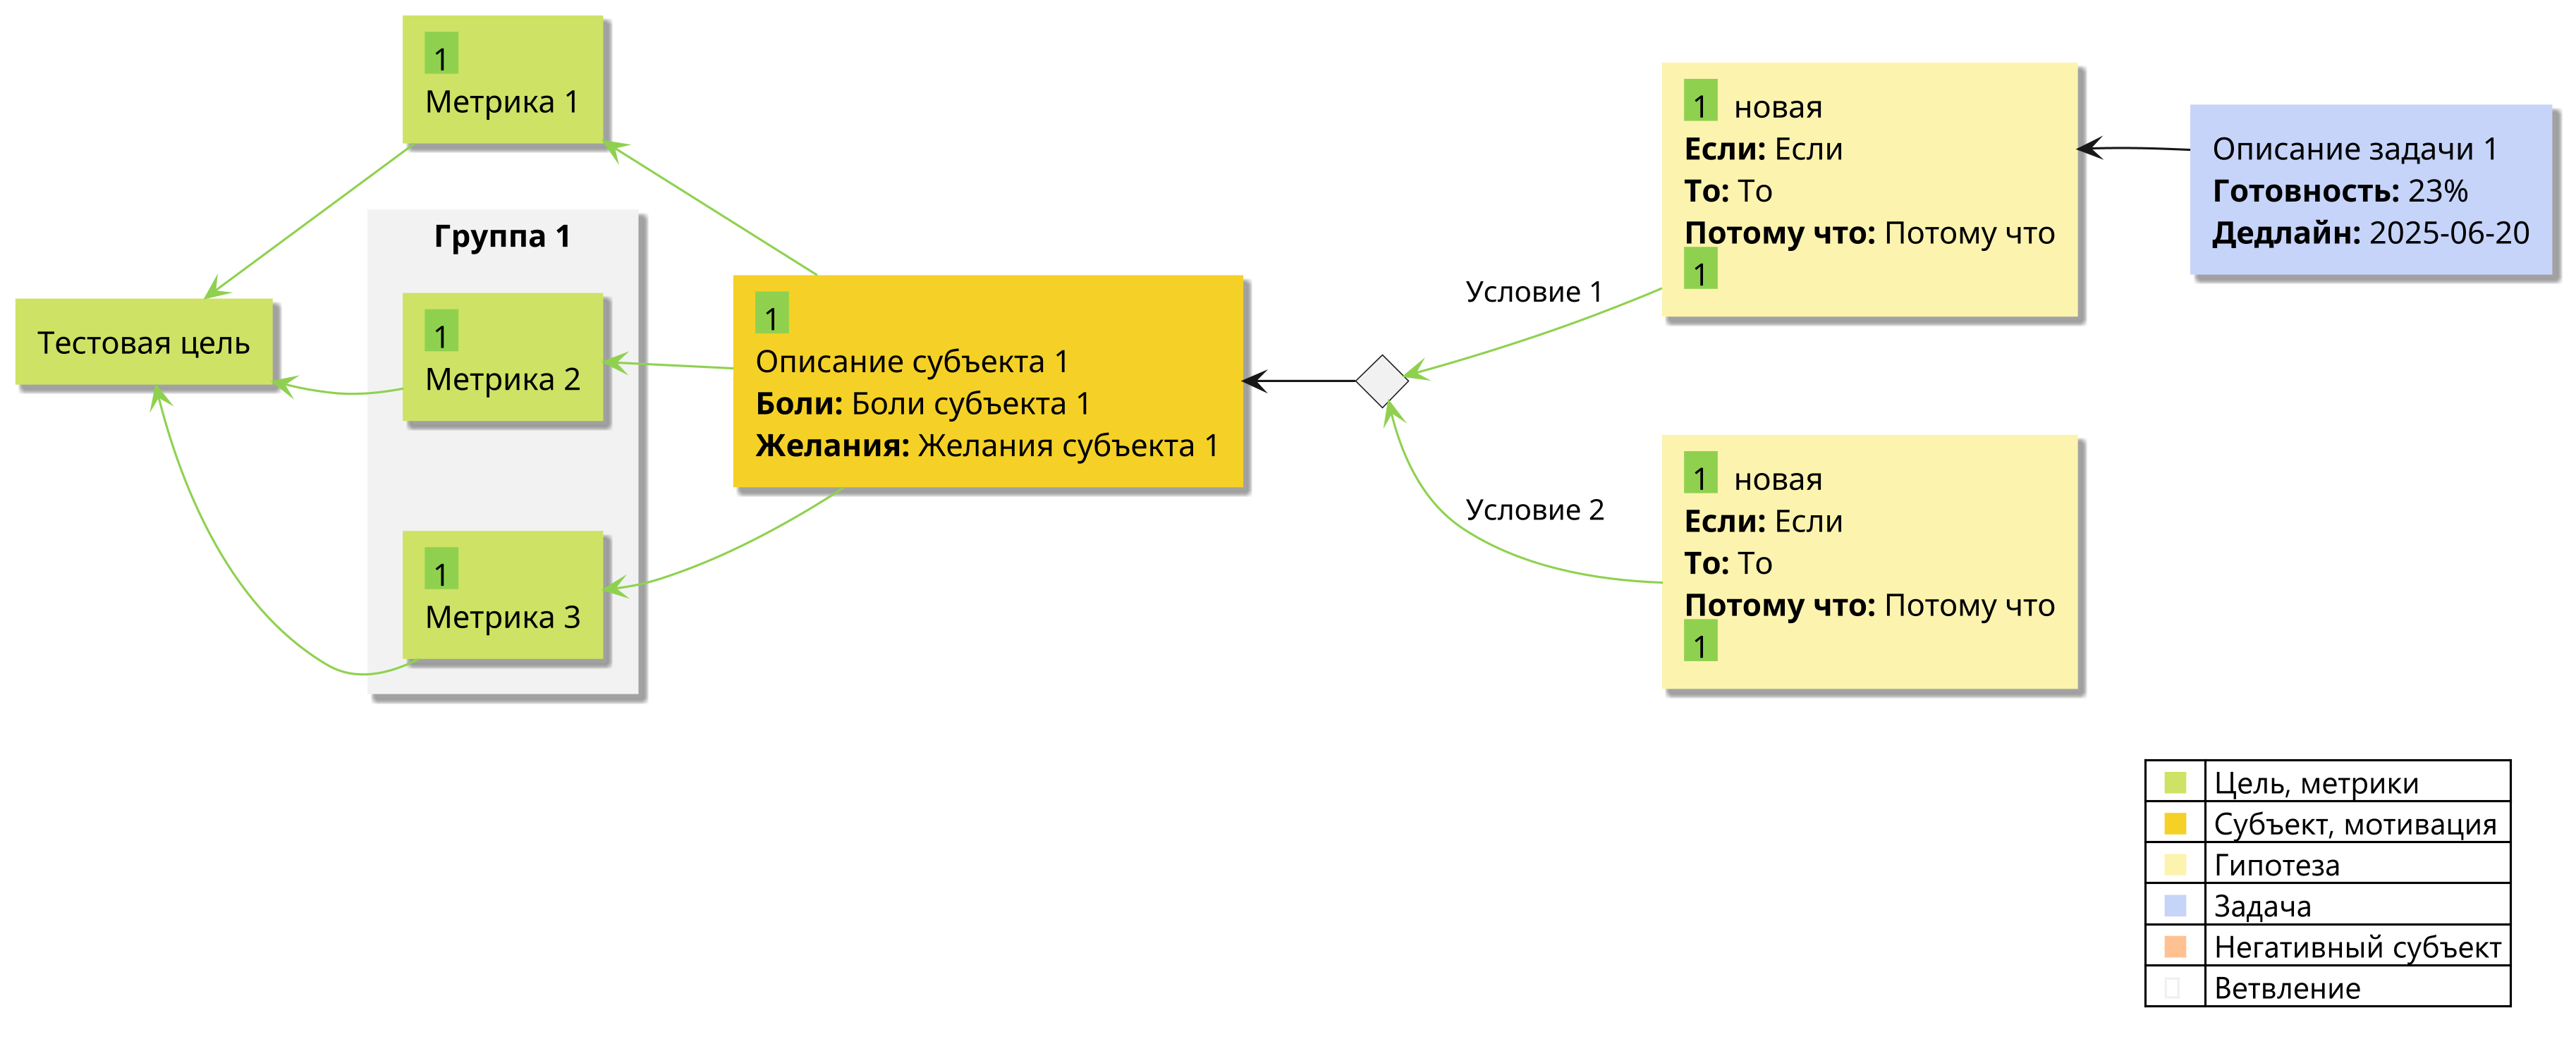 1
Метрика 1
Группа 1
Тестовая цель
1
Метрика 2
1
Метрика 3
1
Описание субъекта 1
Боли: Боли субъекта 1
Желания: Желания субъекта 1
Условие 1
Условие 2
1 новая
Если: Если
То: То
Потому что: Потому что
1
1 новая
Если: Если
То: То
Потому что: Потому что
1
Описание задачи 1
Готовность: 23%
Дедлайн: 2025-06-20
Цель, метрики
Субъект, мотивация
Гипотеза
Задача
Негативный субъект
Ветвление